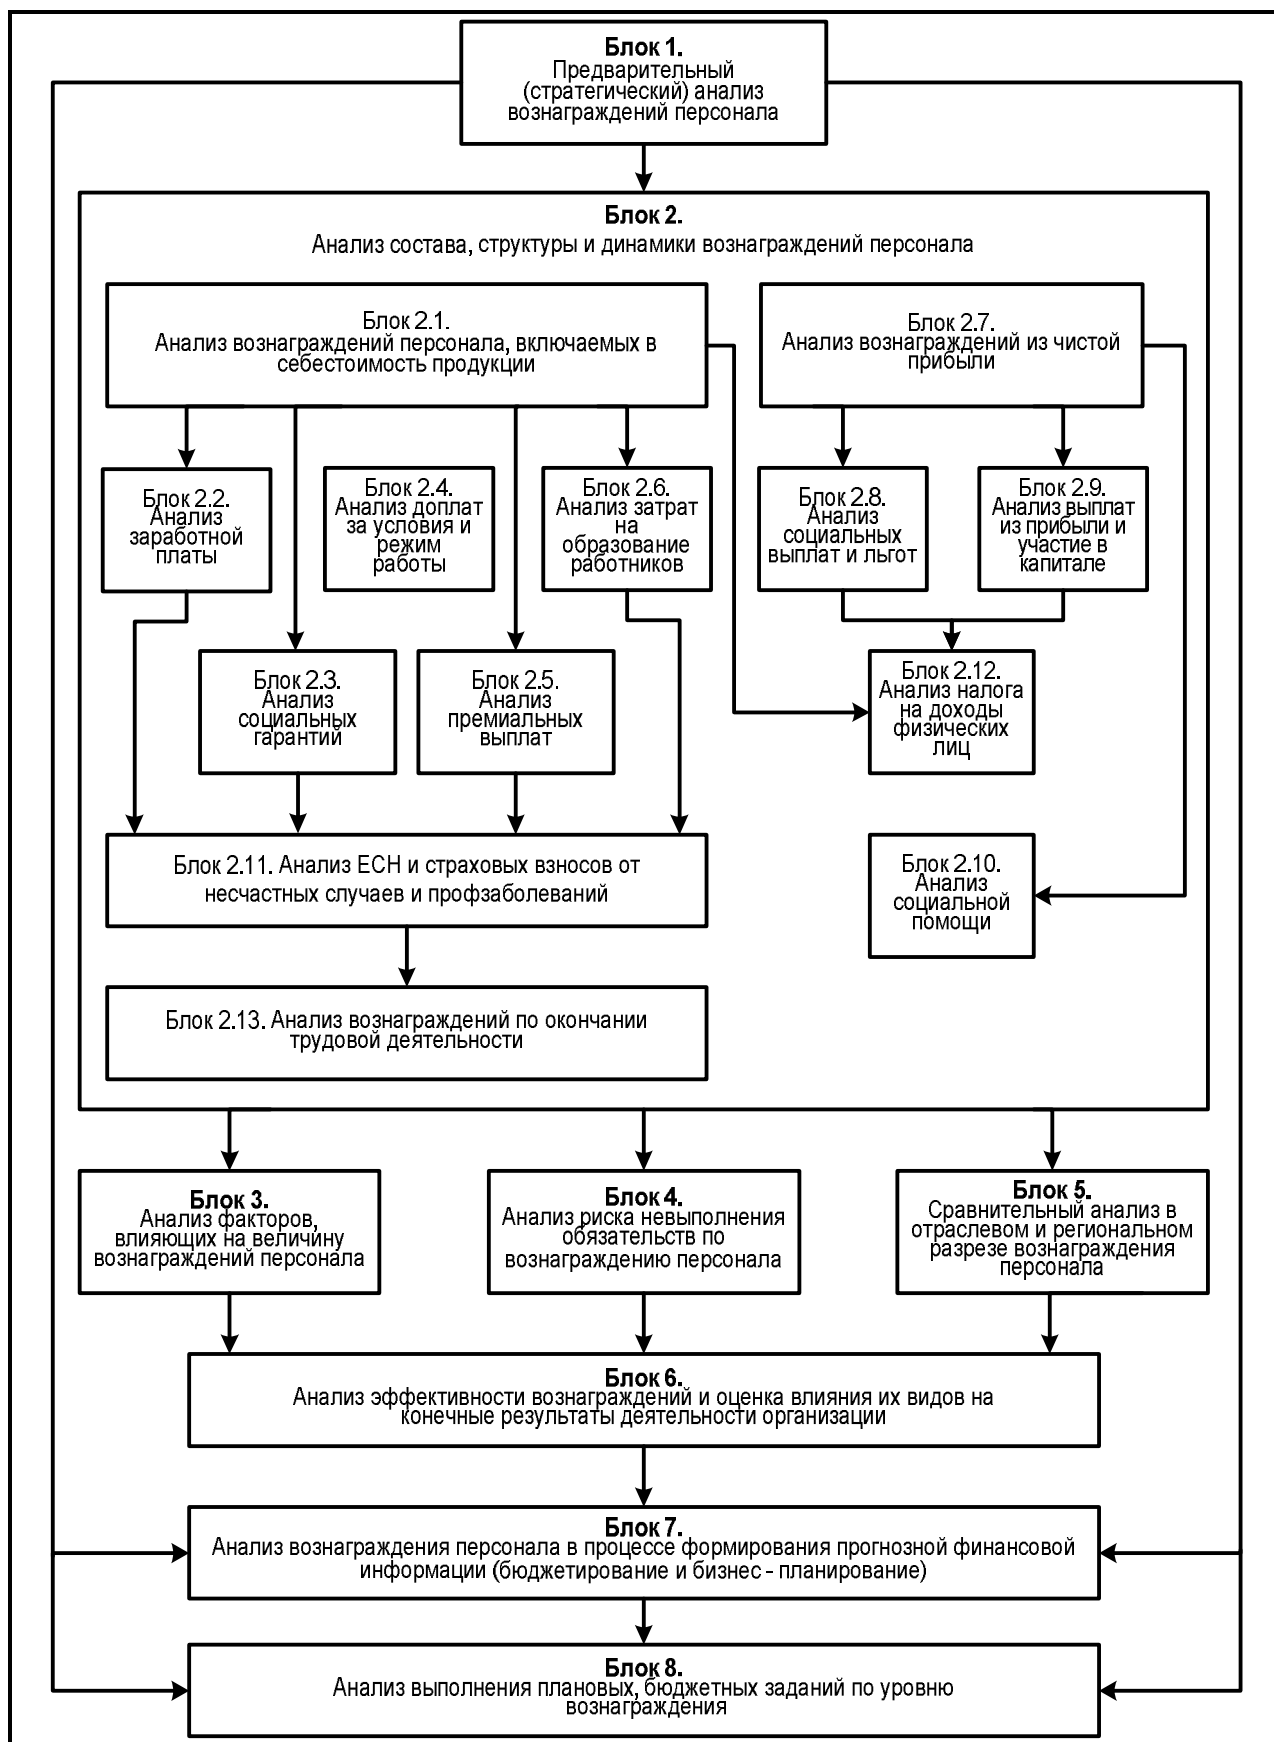 Блок 1.
Предварительный
(стратегический) анализ
вознаграждений персонала
Блок 2.
Анализ состава, структуры и динамики вознаграждений персонала
Блок 2.1.
Анализ вознаграждений персонала, включаемых в
себестоимость продукции
Блок 2.7.
Анализ вознаграждений из чистой
прибыли
Блок 2.2.
Анализ
заработной
платы
Блок 2.4.
Анализ доплат
за условия и
режим
работы
Блок 2.6.
Анализ затрат
на
образование
работников
Блок 2.8.
Анализ
социальных
выплат и льгот
Блок 2.9.
Анализ выплат
из прибыли и
участие в
капитале
Блок 2.3.
Анализ
социальных
гарантий
Блок 2.5.
Анализ
премиальных
выплат
Блок 2.12.
Анализ налога
на доходы
физических
лиц
Блок 2.11. Анализ ЕСН и страховых взносов от
несчастных случаев и профзаболеваний
Блок 2.10.
Анализ
социальной
помощи
Блок 2.13. Анализ вознаграждений по окончании
трудовой деятельности
Блок 3.
Анализ факторов,
влияющих на величину
вознаграждений персонала
Блок 4.
Анализ риска невыполнения
обязательств по
вознаграждению персонала
Блок 5.
Сравнительный анализ в
отраслевом и региональном
разрезе вознаграждения
персонала
Блок 6.
Анализ эффективности вознаграждений и оценка влияния их видов на
конечные результаты деятельности организации
Блок 7.
Анализ вознаграждения персонала в процессе формирования прогнозной финансовой
информации (бюджетирование и бизнес - планирование)
Блок 8.
Анализ выполнения плановых, бюджетных заданий по уровню
вознаграждения